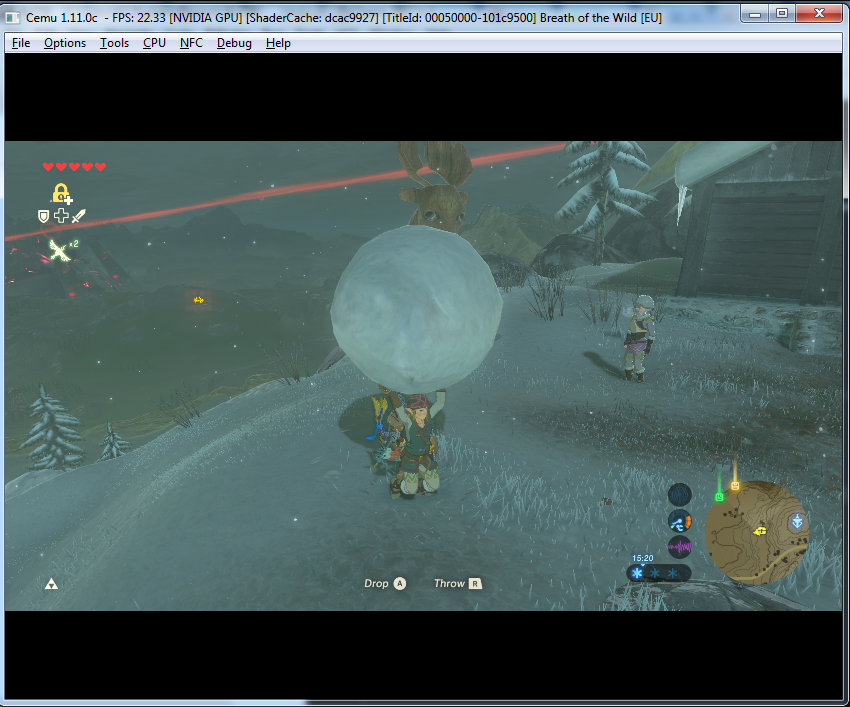 Cemu 1.11.0c - FPS: 22.33 [NVIDIA GPU] [ShaderCache: dcac9927] [TitleId: 00050000-101c9500] Breath of the Wild [EU]
File Options Tools CPU NFC Debug Help
×2
15:20
Drop A Throw R